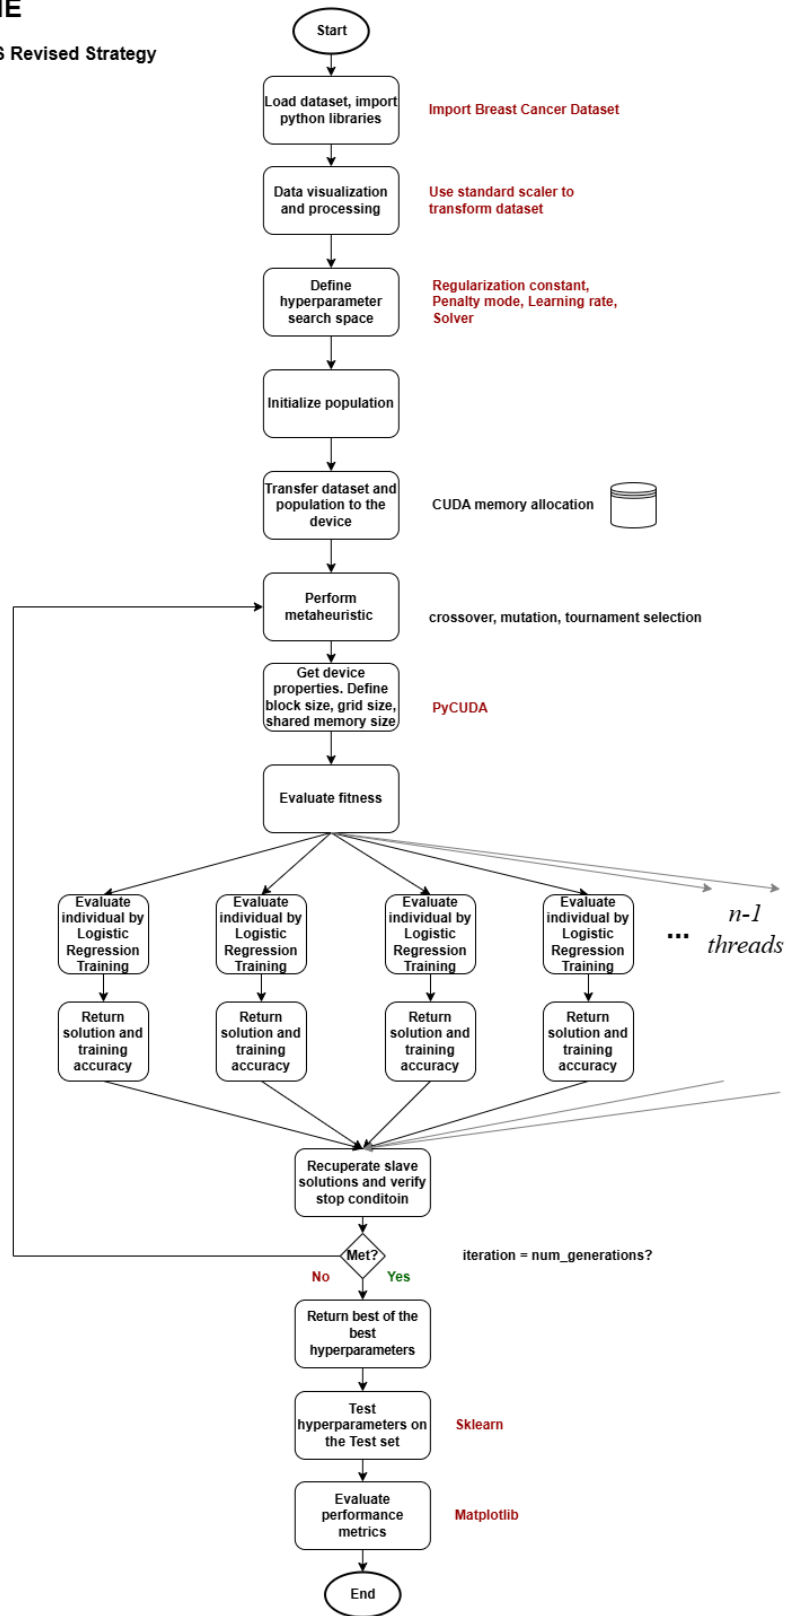 IE
S Revised Strategy
Start
Load dataset, import
python libraries
Import Breast Cancer Dataset
Data visualization
and processing
Use standard scaler to
transform dataset
Define
hyperparameter
search space
Regularization constant,
Penalty mode, Learning rate,
Solver
Initialize population
Transfer dataset and
population to the
device
CUDA memory allocation
Perform
metaheuristic
crossover, mutation, tournament selection
Get device
properties. Define
block size, grid size,
shared memory size
PyCUDA
Evaluate fitness
Evaluate
individual by
Logistic
Regression
Training
Evaluate
individual by
Logistic
Regression
Training
Evaluate
individual by
Logistic
Regression
Training
Evaluate
individual by
Logistic
Regression
Training
...
n-1
threads
Return
solution and
training
accuracy
Return
solution and
training
accuracy
Return
solution and
training
accuracy
Return
solution and
training
accuracy
Recuperate slave
solutions and verify
stop conditoin
Met?
iteration = num_generations?
No
Yes
Return best of the
best
hyperparameters
Test
hyperparameters on
the Test set
Sklearn
Evaluate
performance
metrics
Matplotlib
End